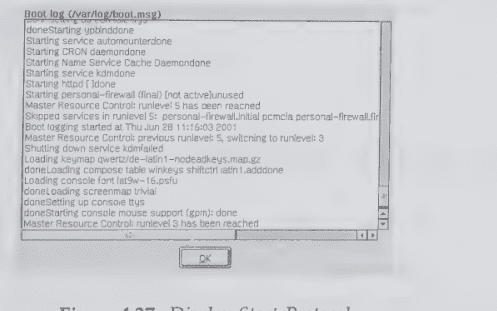 Boot log (/var/log/boot.msg)
doneStarting ypbinddone
Starting service automounterdone
Starting CRON daemondone
Starting Name Service Cache Daemondone
Starting service kdmdone
Starting httpd [ ]done
Starting personal-firewall (final) [not active]unused
Master Resource Control: runlevel 5 has been reached
Skipped services in runlevel 5: personal-firewall.initial pcmcia personal-firewall.fir
Boot logging started at Thu Jun 28 11:16:03 2001
Master Resource Control: previous runlevel: 5, switching to runlevel: 3
Shutting down service kdmfailed
Loading keymap qwertz/de-latin1-nodeadkeys.map.gz
doneLoading compose table winkeys shiftctrl latin1.adddone
Loading console font lat9w-16.psfu
doneLoading screenmap trivial
doneSetting up console ttys
doneStarting console mouse support (gpm): done
Master Resource Control: runlevel 3 has been reached
OK